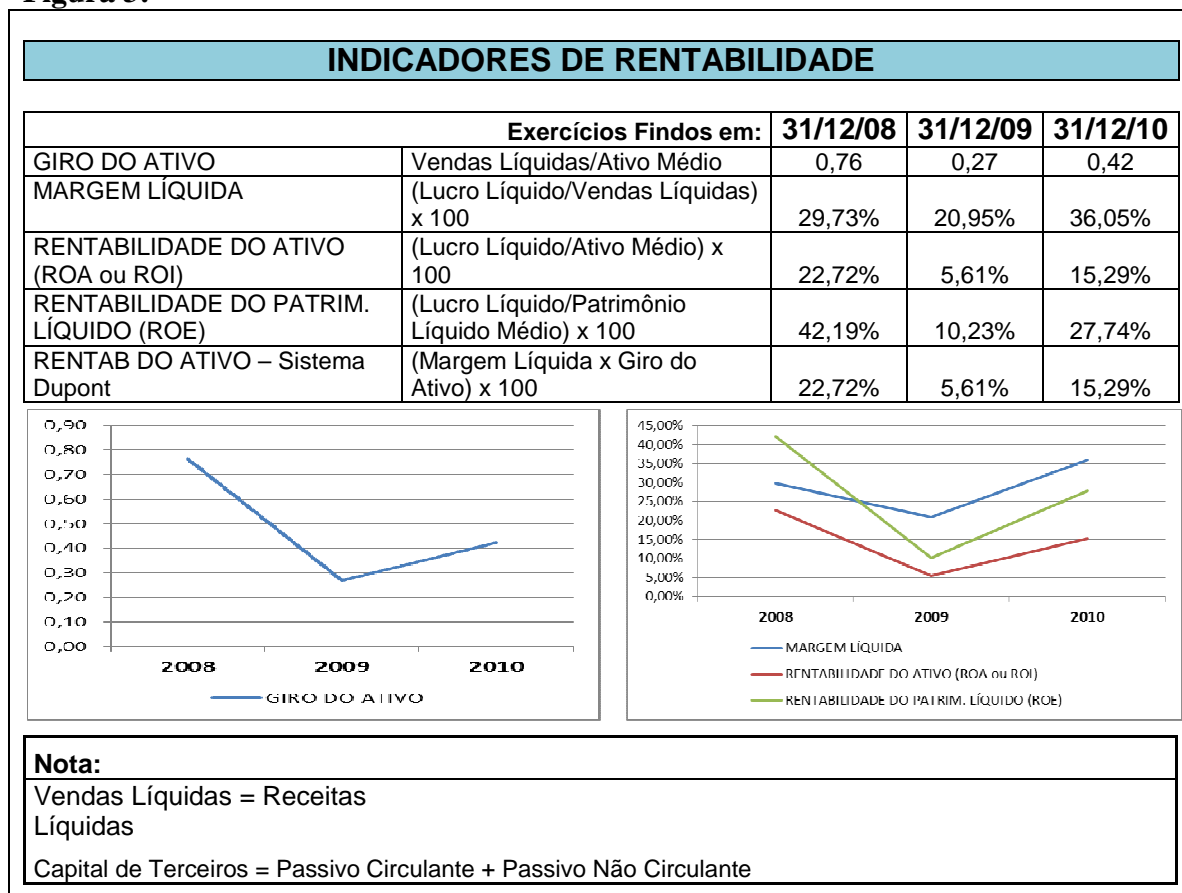 INDICADORES DE RENTABILIDADE
Exercícios Findos em: 31/12/08 31/12/09 31/12/10
GIRO DO ATIVO Vendas Líquidas/Ativo Médio 0,76 0,27 0,42
MARGEM LÍQUIDA (Lucro Líquido/Vendas Líquidas)
x 100 29,73% 20,95% 36,05%
RENTABILIDADE DO ATIVO (Lucro Líquido/Ativo Médio) x
(ROA ou ROI) 100 22,72% 5,61% 15,29%
RENTABILIDADE DO PATRIM. (Lucro Líquido/Patrimônio
LÍQUIDO (ROE) Líquido Médio) x 100 42,19% 10,23% 27,74%
RENTAB DO ATIVO – Sistema (Margem Líquida x Giro do
Dupont Ativo) x 100 22,72% 5,61% 15,29%
0,90
0,80
0,70
0,60
0,50
0,40
0,30
0,20
0,10
0,00
2008 2009 2010
GIRO DO ATIVO
45,00%
40,00%
35,00%
30,00%
25,00%
20,00%
15,00%
10,00%
5,00%
0,00%
2008 2009 2010
MARGEM LÍQUIDA
RENTABILIDADE DO ATIVO (ROA ou ROI)
RENTABILIDADE DO PATRIM. LÍQUIDO (ROE)
Nota:
Vendas Líquidas = Receitas
Líquidas
Capital de Terceiros = Passivo Circulante + Passivo Não Circulante